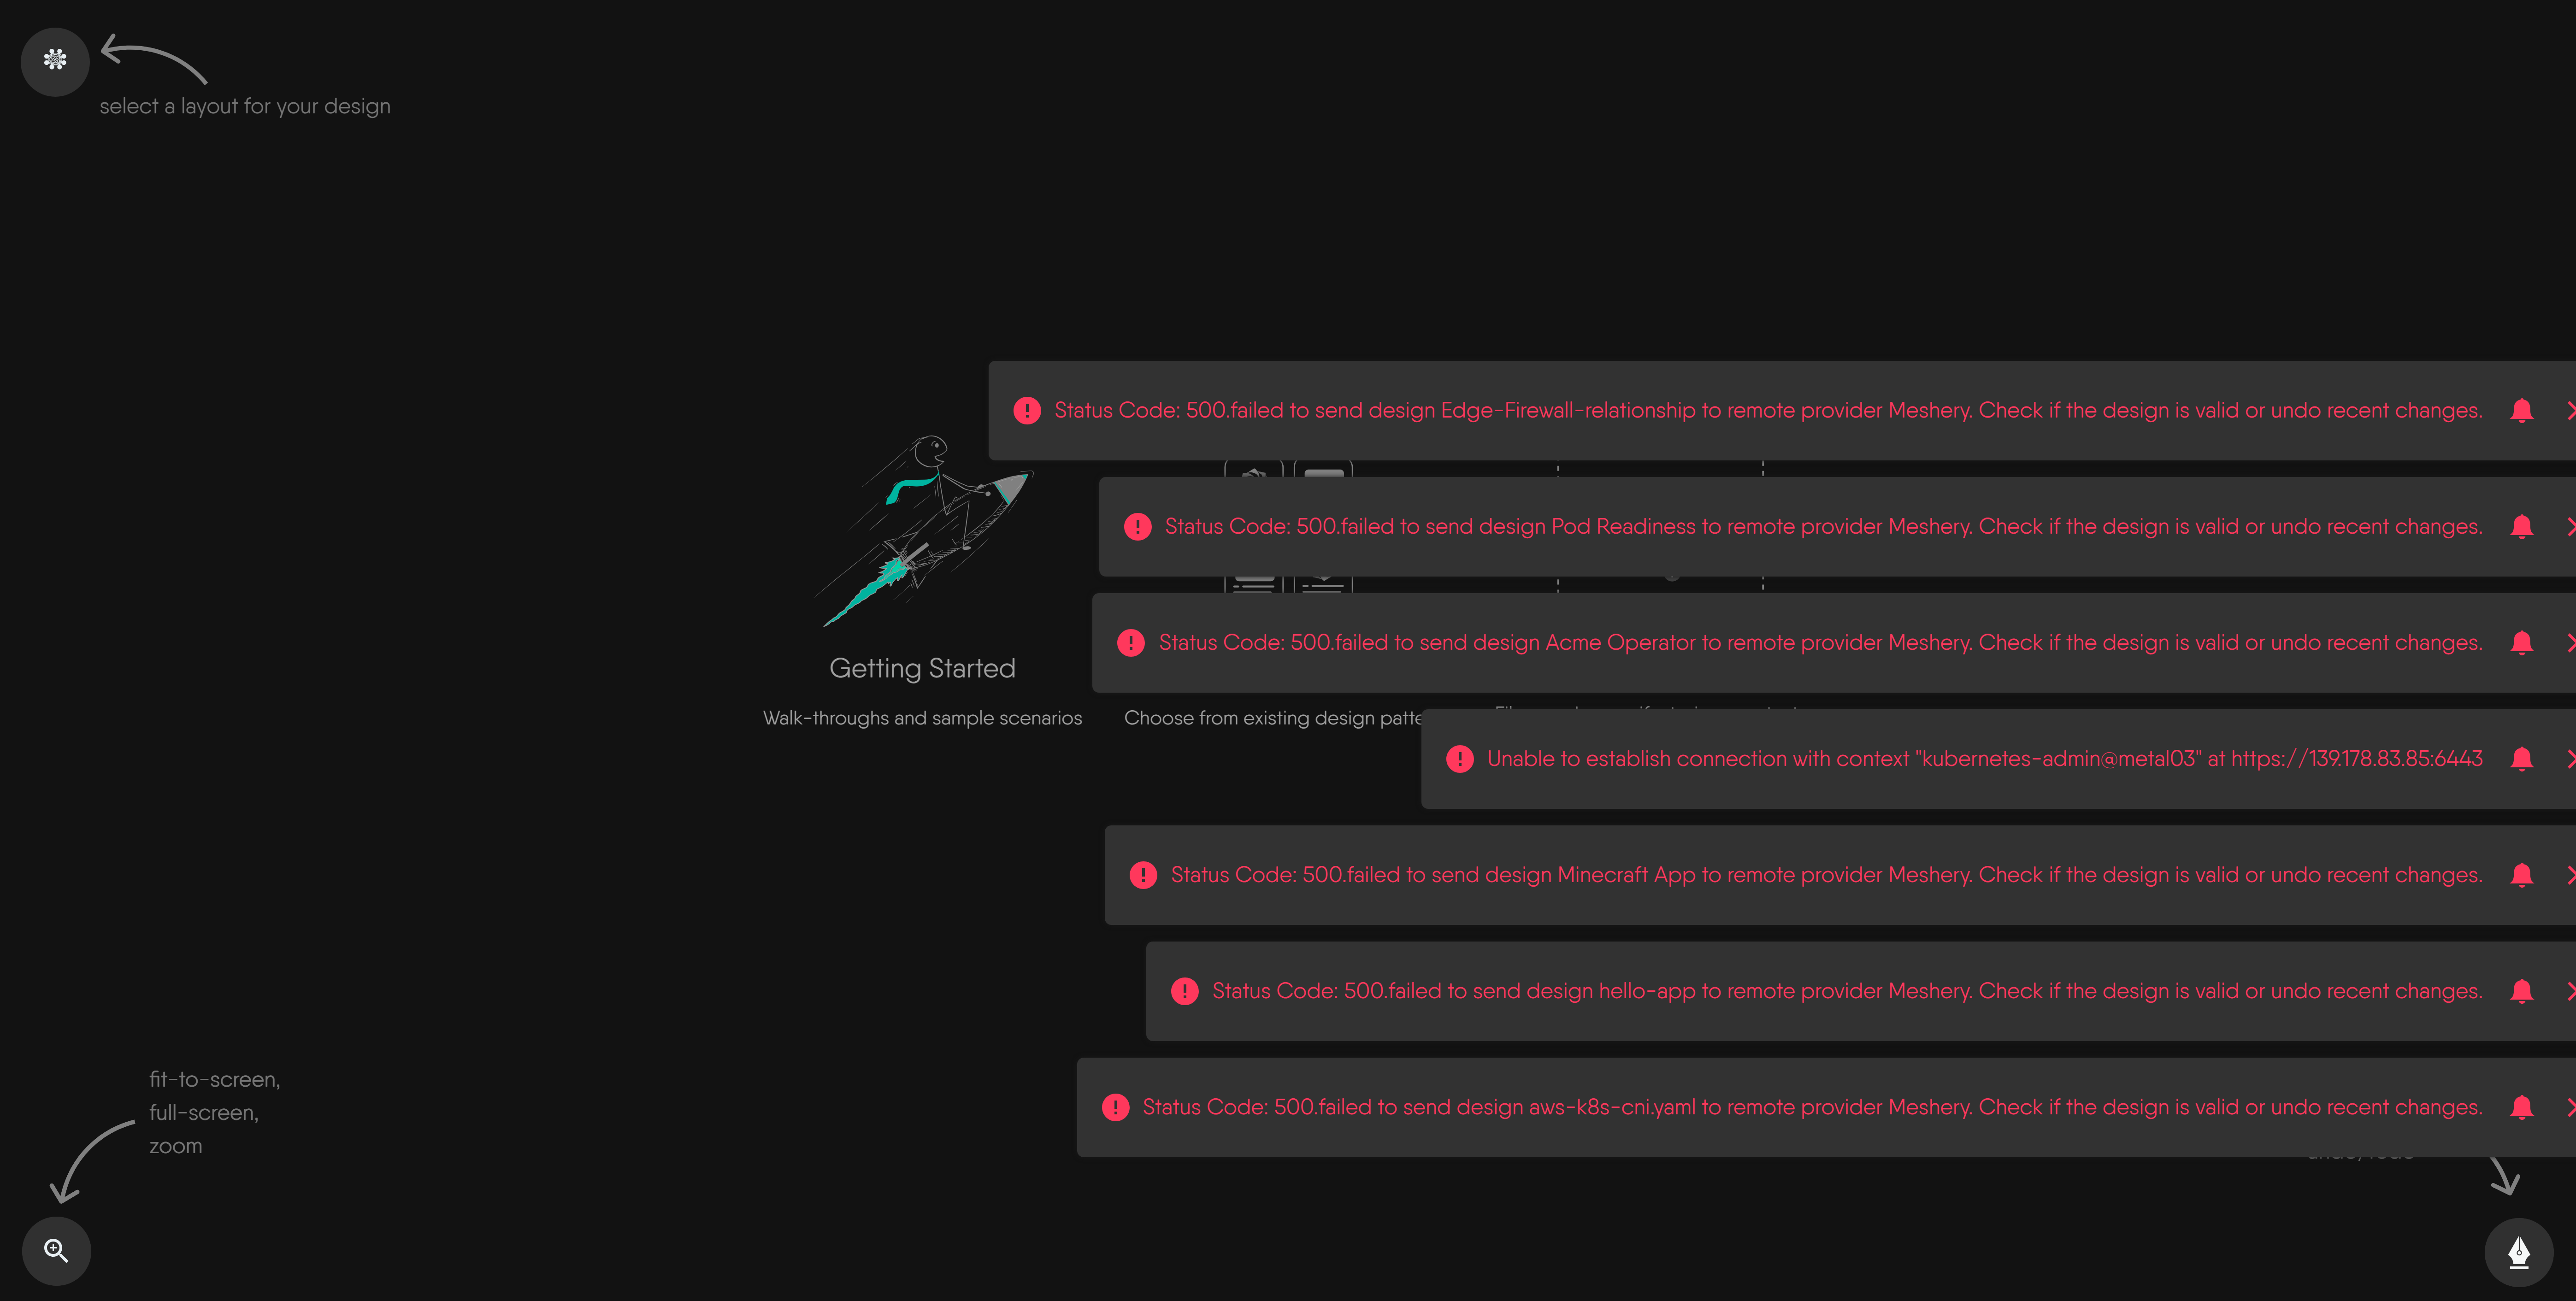 select a layout for your design
Status Code: 500.failed to send design Edge-Firewall-relationship to remote provider Meshery. Check if the design is valid or undo recent changes.
Status Code: 500.failed to send design Pod Readiness to remote provider Meshery. Check if the design is valid or undo recent changes.
Status Code: 500.failed to send design Acme Operator to remote provider Meshery. Check if the design is valid or undo recent changes.
Getting Started
Walk-throughs and sample scenarios
Choose from existing design patte
Unable to establish connection with context "kubernetes-admin@metal03" at https://139.178.83.85:6443
Status Code: 500.failed to send design Minecraft App to remote provider Meshery. Check if the design is valid or undo recent changes.
Status Code: 500.failed to send design hello-app to remote provider Meshery. Check if the design is valid or undo recent changes.
Status Code: 500.failed to send design aws-k8s-cni.yaml to remote provider Meshery. Check if the design is valid or undo recent changes.
fit-to-screen,
full-screen,
zoom